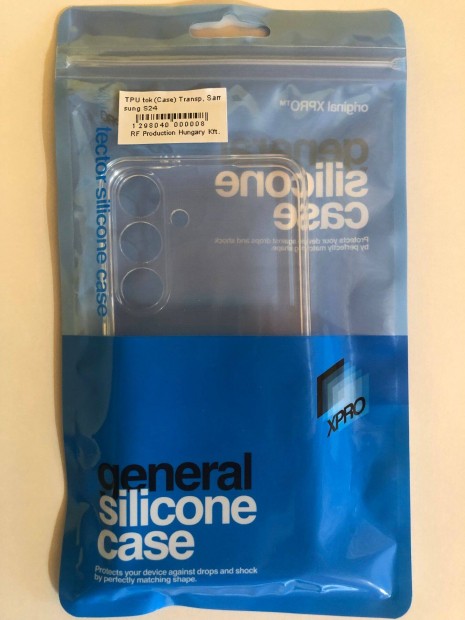 TPU tok (Case) Transp. Sam
sung S24
1 298040 000008
RF Production Hungary Kft.
original XPRO™
general
silicone
case
Protects your device against drops and shock
by perfectly matching shape.
tector silicone case
XPRO
general
silicone
case
Protects your device against drops and shock
by perfectly matching shape.